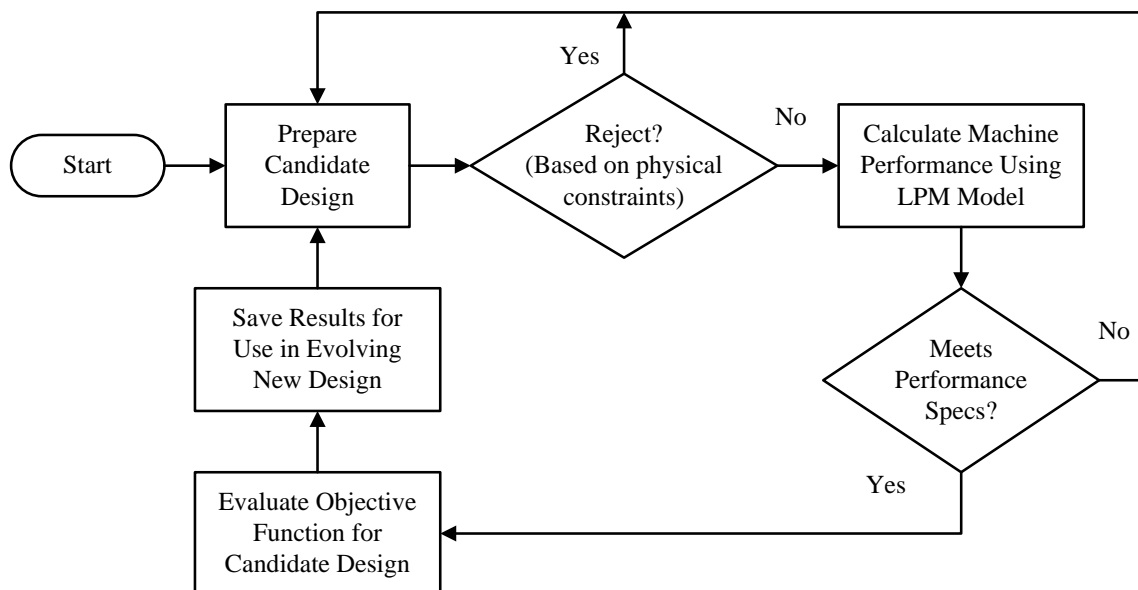 Yes
Start
Prepare
Candidate
Design
Reject?
(Based on physical
constraints)
No
Calculate Machine
Performance Using
LPM Model
Save Results for
Use in Evolving
New Design
Meets
Performance
Specs?
No
Yes
Evaluate Objective
Function for
Candidate Design